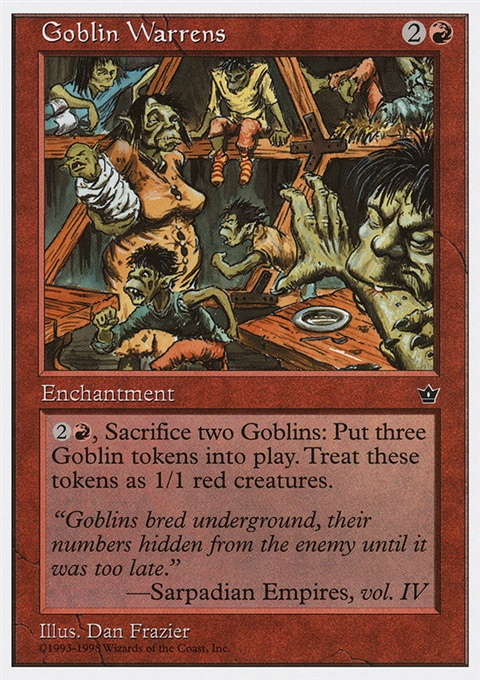 Goblin Warrens 2
Enchantment
2, Sacrifice two Goblins: Put three
Goblin tokens into play. Treat these
tokens as 1/1 red creatures.
“Goblins bred underground, their
numbers hidden from the enemy until it
was too late.”
—Sarpadian Empires, vol. IV
Illus. Dan Frazier
©1993-1998 Wizards of the Coast, Inc.